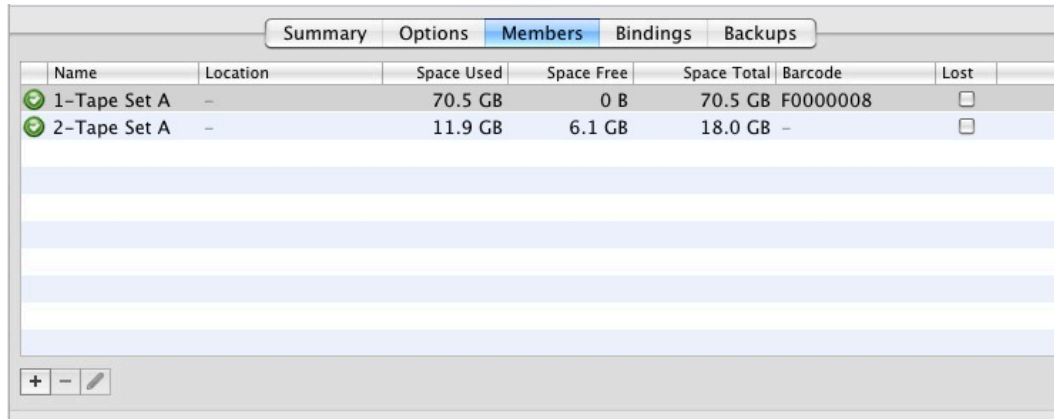 Summary Options Members Bindings Backups
Name Location Space Used Space Free Space Total Barcode Lost
1-Tape Set A – 70.5 GB 0 B 70.5 GB F0000008
2-Tape Set A – 11.9 GB 6.1 GB 18.0 GB –
+ –